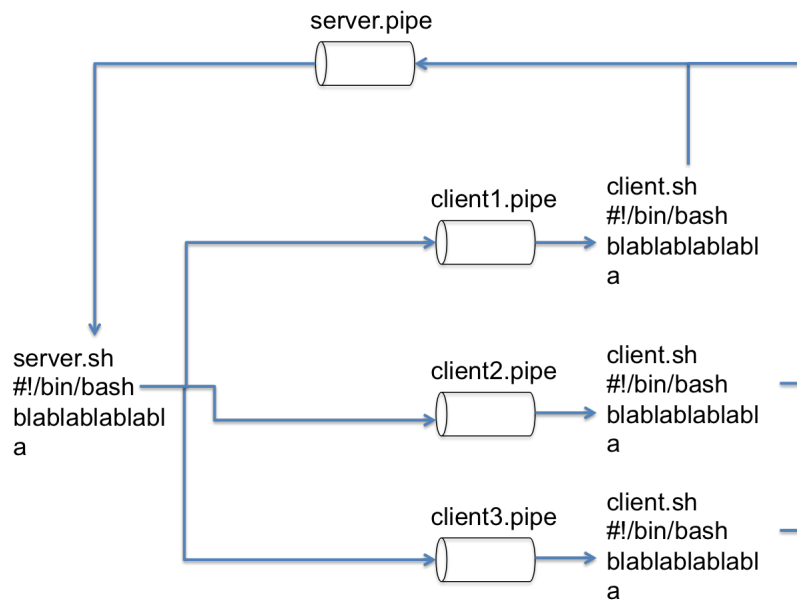 server.pipe
client1.pipe
client.sh
#!/bin/bash
blablablablabl
a
server.sh
#!/bin/bash
blablablablabl
a
client2.pipe
client.sh
#!/bin/bash
blablablablabl
a
client3.pipe
client.sh
#!/bin/bash
blablablablabl
a